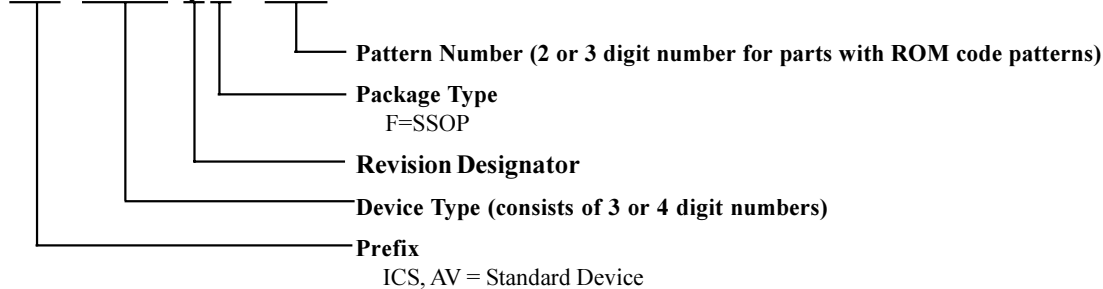 Pattern Number (2 or 3 digit number for parts with ROM code patterns)
Package Type
F=SSOP
Revision Designator
Device Type (consists of 3 or 4 digit numbers)
Prefix
ICS, AV = Standard Device